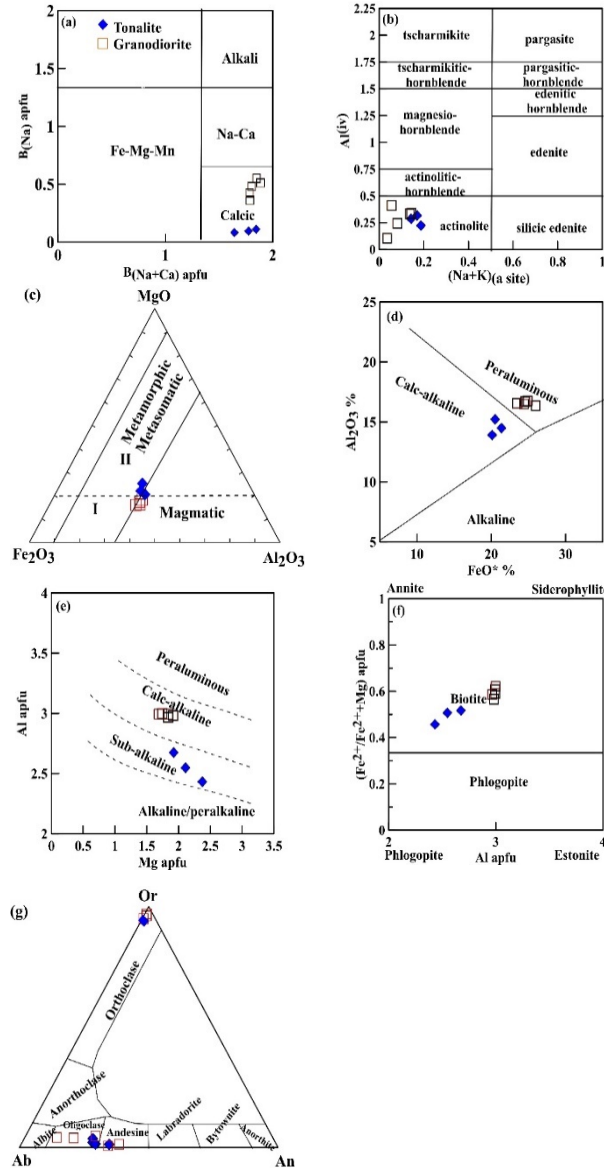 (a)
Tonalite
Granodiorite
Alkali
Fe-Mg-Mn
Na-Ca
Calcic
2
1.5
1
0.5
0
B(Na) apfu
0
1
2
B(Na+Ca) apfu
(b)
tscharmikite
pargasite
tscharmikitic-
hornblende
pargasitic-
hornblende
magnesio-
hornblende
edenitic
hornblende
edenite
actinolitic-
hornblende
actinolite
silicic edenite
2.25
2
1.75
1.5
1.25
1
0.75
0.5
0.25
0
Al(iv)
0
0.2
0.4
0.6
0.8
1
(Na+K)(a site)
(c)
MgO
Metamorphic
Metasomatic
II
I
Magmatic
Fe2O3
Al2O3
(d)
Peraluminous
Calc-alkaline
Alkaline
25
20
15
10
5
Al2O3 %
10
20
30
FeO* %
(e)
Peraluminous
Calc-alkaline
Sub-alkaline
Alkaline/peralkaline
4
3.5
3
2.5
2
Al apfu
0
0.5
1
1.5
2
2.5
3
3.5
Mg apfu
Annite
Siderophyllite
(f)
Biotite
Phlogopite
1
0.8
0.6
0.4
0.2
0
(Fe2+/Fe2++Mg) apfu
2
3
4
Phlogopite
Al apfu
Estonite
(g)
Or
Orthoclase
Anorthoclase
Albite
Oligoclase
Andesine
Labradorite
Bytownite
Anorthite
Ab
An